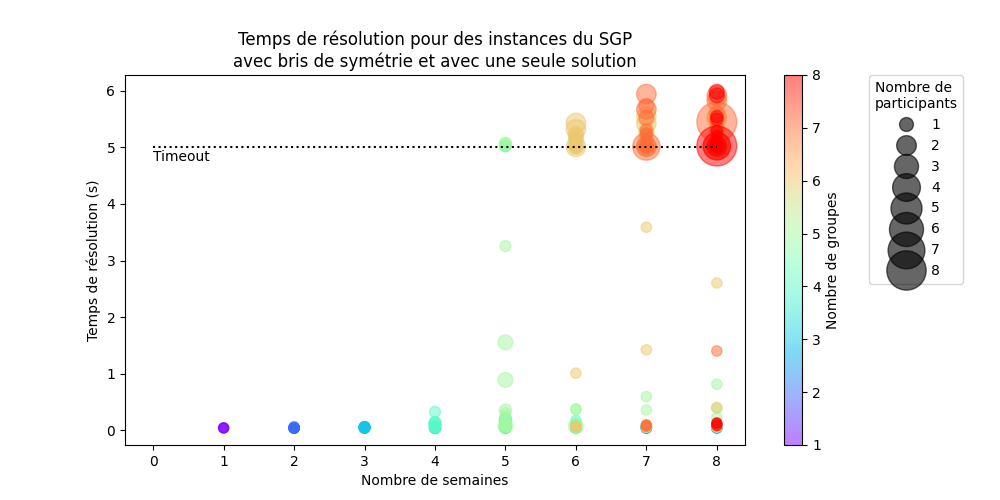 Temps de résolution pour des instances du SGP
avec bris de symétrie et avec une seule solution
Temps de résolution (s)
6
5
4
3
2
1
0
Timeout
0 1 2 3 4 5 6 7 8
Nombre de semaines
8
7
6
5
4
3
2
1
Nombre de groupes
Nombre de
participants
1
2
3
4
5
6
7
8